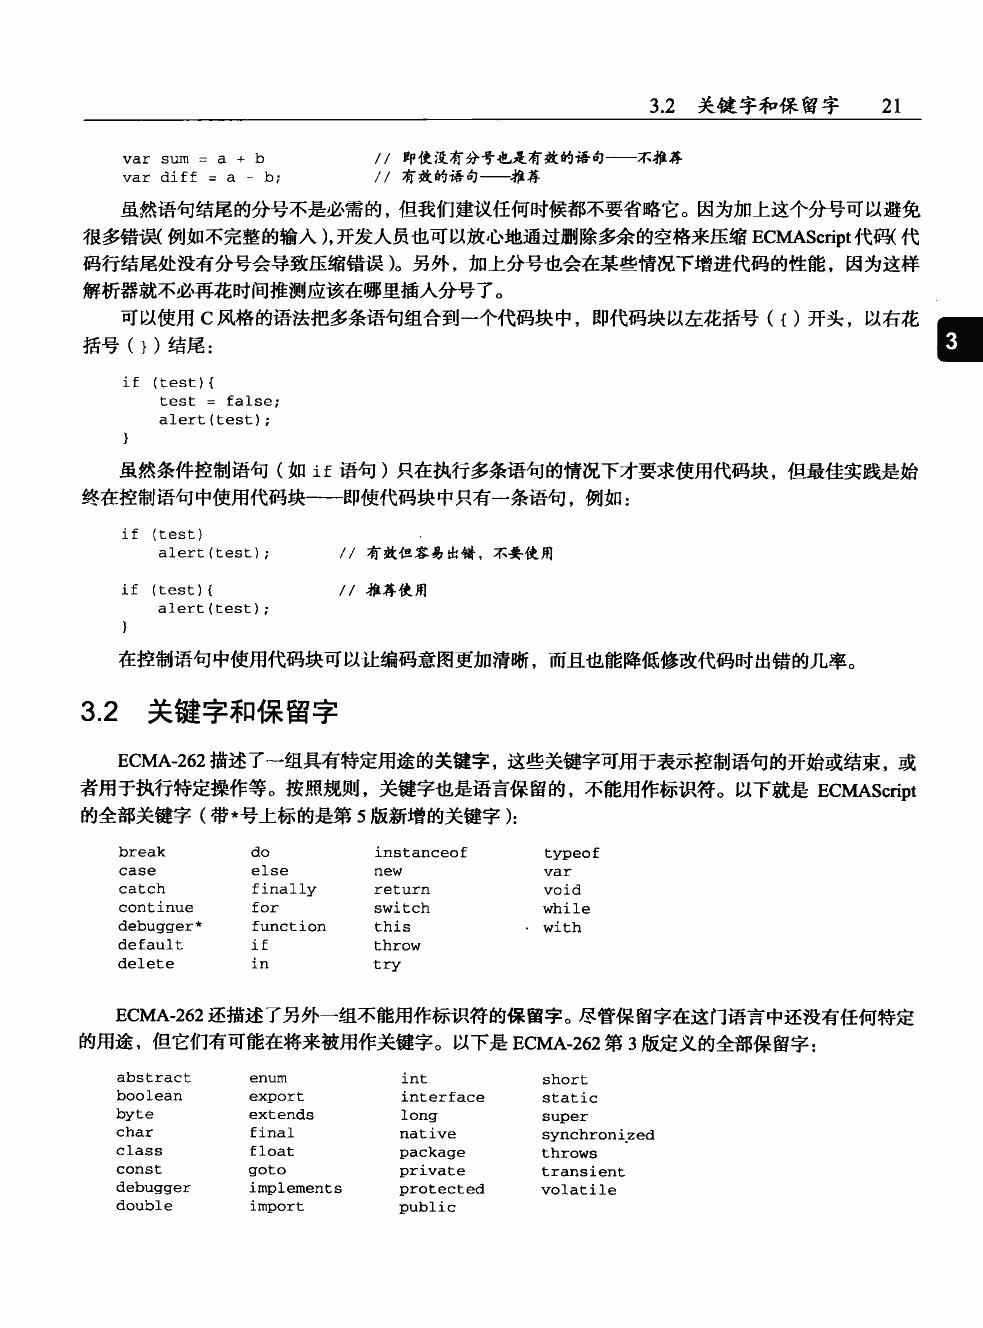 3.2 关键字和保留字 21
var sum = a + b // 即使没有分号也是有效的语句——不推荐
var diff = a - b; // 有效的语句——推荐
虽然语句结尾的分号不是必需的，但我们建议任何时候都不要省略它。因为加上这个分号可以避免
很多错误（例如不完整的输入），开发人员也可以放心地通过删除多余的空格来压缩 ECMAScript 代码（代
码行结尾处没有分号会导致压缩错误）。另外，加上分号也会在某些情况下增进代码的性能，因为这样
解析器就不必再花时间推测应该在哪里插入分号了。
可以使用 C 风格的语法把多条语句组合到一个代码块中，即代码块以左花括号（{）开头，以右花
括号（}）结尾：
3
if (test){
test = false;
alert(test);
}
虽然条件控制语句（如 if 语句）只在执行多条语句的情况下才要求使用代码块，但最佳实践是始
终在控制语句中使用代码块——即使代码块中只有一条语句，例如：
if (test)
alert(test); // 有效但容易出错，不要使用
if (test){ // 推荐使用
alert(test);
}
在控制语句中使用代码块可以让编码意图更加清晰，而且也能降低修改代码时出错的几率。
3.2 关键字和保留字
ECMA-262 描述了一组具有特定用途的关键字，这些关键字可用于表示控制语句的开始或结束，或
者用于执行特定操作等。按照规则，关键字也是语言保留的，不能用作标识符。以下就是 ECMAScript
的全部关键字（带*号上标的是第 5 版新增的关键字）：
break do instanceof typeof
case else new var
catch finally return void
continue for switch while
debugger* function this with
default if throw
delete in try
ECMA-262 还描述了另外一组不能用作标识符的保留字。尽管保留字在这门语言中还没有任何特定
的用途，但它们有可能在将来被用作关键字。以下是 ECMA-262 第 3 版定义的全部保留字：
abstract enum int short
boolean export interface static
byte extends long super
char final native synchronized
class float package throws
const goto private transient
debugger implements protected volatile
double import public